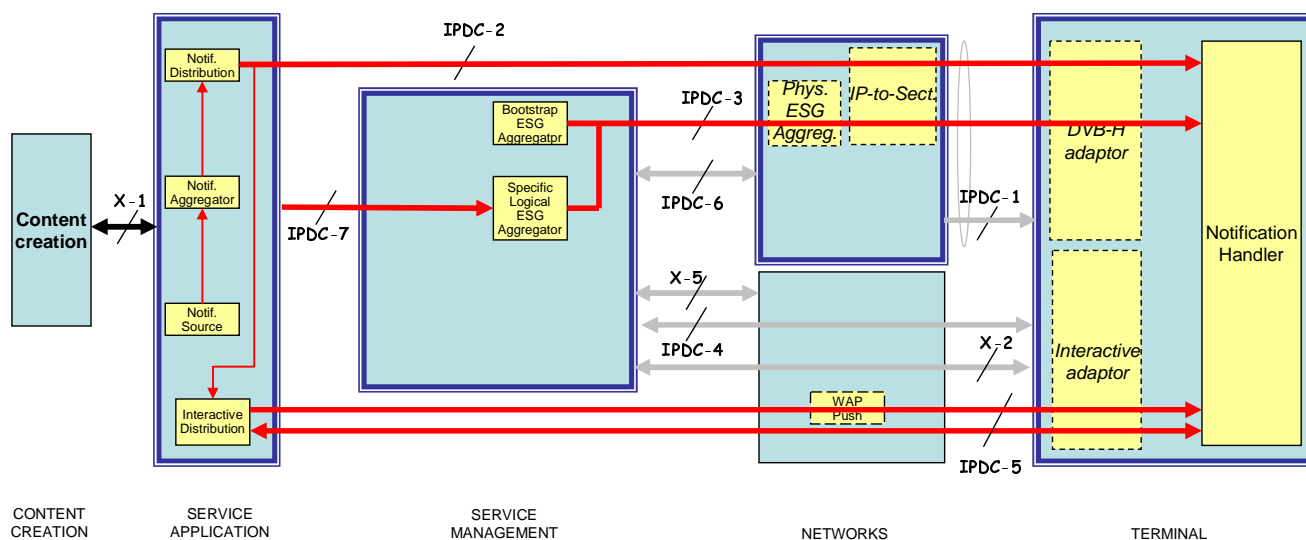 IPDC-2
Notif.
Distribution
Phys.
ESG
Aggreg.
IP-to-Sect.
IPDC-3
Bootstrap
ESG
Aggregatpr
DVB-H
adaptor
X-1
Notif.
Aggregator
Content
creation
Specific
Logical
ESG
Aggregator
IPDC-6
IPDC-1
IPDC-7
Notification
Handler
Notif.
Source
X-5
IPDC-4
X-2
Interactive
adaptor
Interactive
Distribution
WAP
Push
IPDC-5
CONTENT
CREATION
SERVICE
APPLICATION
SERVICE
MANAGEMENT
NETWORKS
TERMINAL